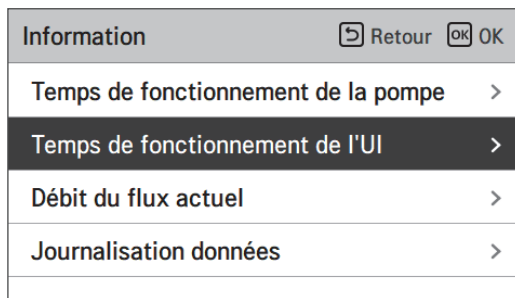 Information Retour OK OK
Temps de fonctionnement de la pompe
Temps de fonctionnement de l'UI
Débit du flux actuel
Journalisation données